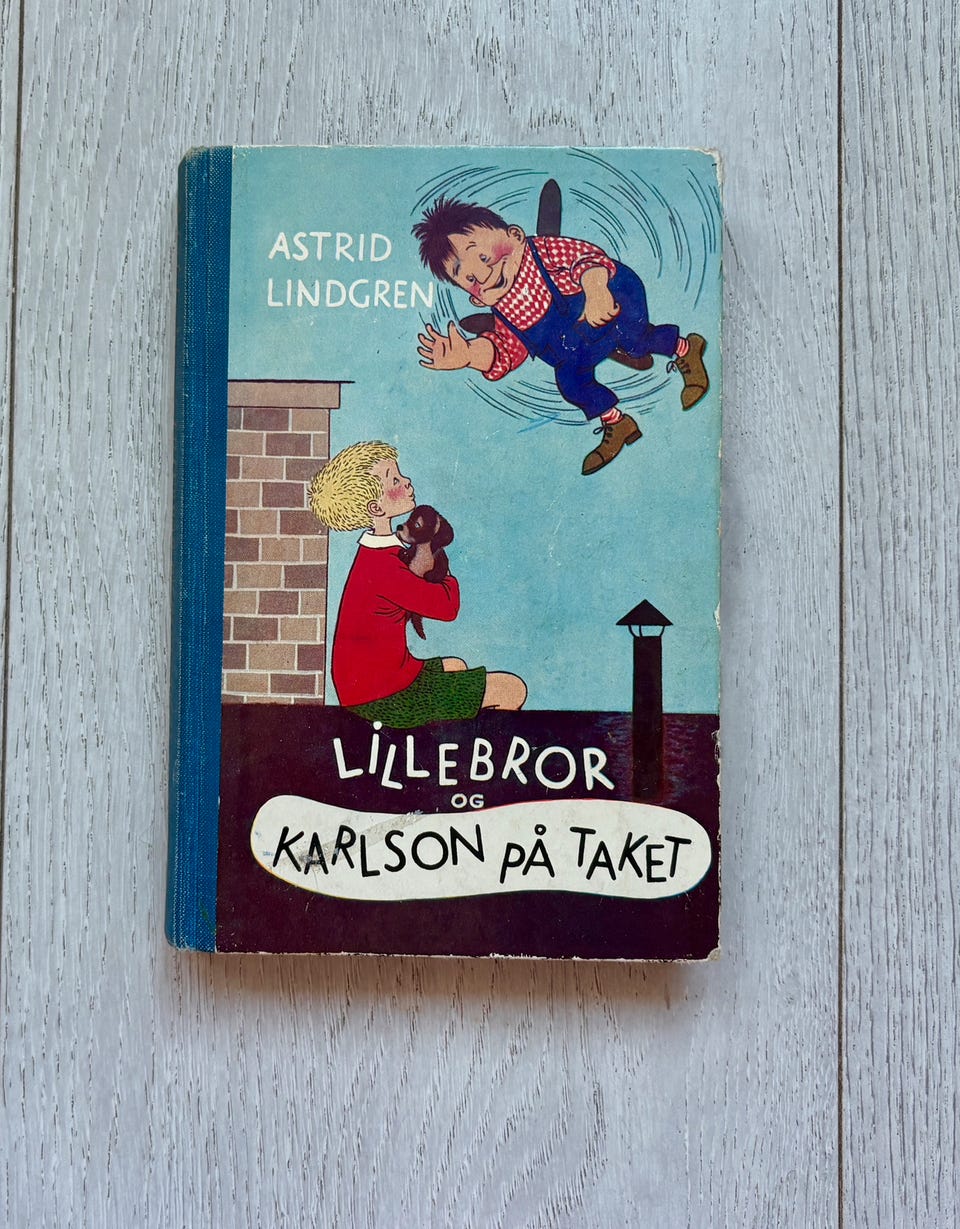 ASTRID
LINDGREN
LILLEBROR
OG
KARLSON PÅ TAKET